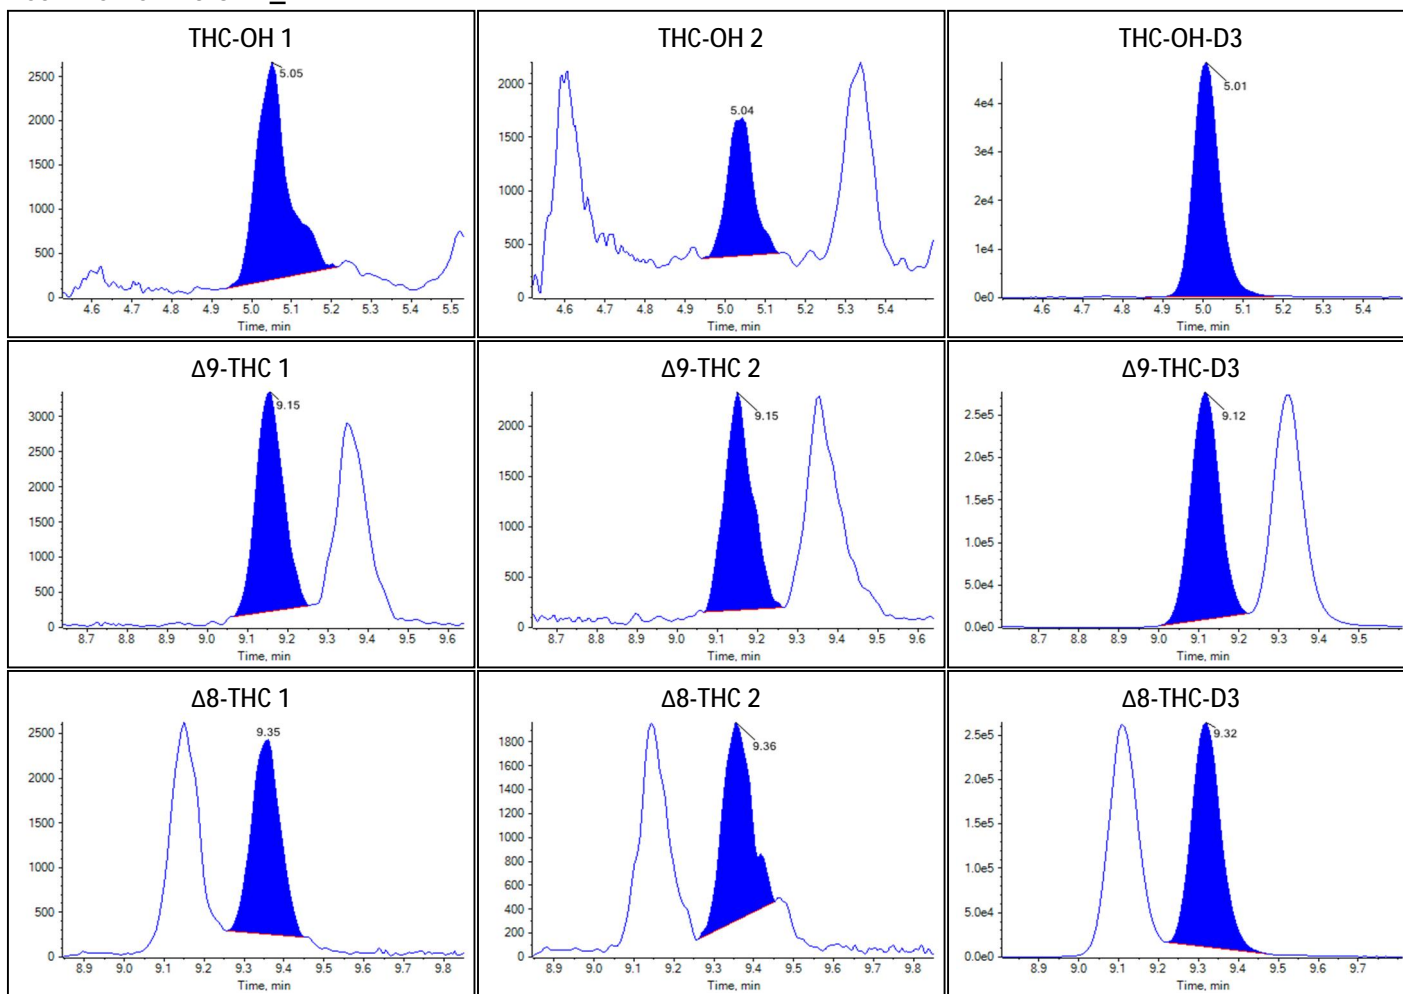 THC-OH 1
2500
2000
1500
1000
500
0
5.05
4.6 4.7 4.8 4.9 5.0 5.1 5.2 5.3 5.4 5.5
Time, min
THC-OH 2
2000
1500
1000
500
0
5.04
4.6 4.7 4.8 4.9 5.0 5.1 5.2 5.3 5.4
Time, min
THC-OH-D3
4e4
3e4
2e4
1e4
0e0
5.01
4.6 4.7 4.8 4.9 5.0 5.1 5.2 5.3 5.4
Time, min
Δ9-THC 1
3000
2500
2000
1500
1000
500
0
9.15
8.7 8.8 8.9 9.0 9.1 9.2 9.3 9.4 9.5 9.6
Time, min
Δ9-THC 2
2000
1500
1000
500
0
9.15
8.7 8.8 8.9 9.0 9.1 9.2 9.3 9.4 9.5 9.6
Time, min
Δ9-THC-D3
2.5e5
2.0e5
1.5e5
1.0e5
5.0e4
0.0e0
9.12
8.7 8.8 8.9 9.0 9.1 9.2 9.3 9.4 9.5
Time, min
Δ8-THC 1
2500
2000
1500
1000
500
0
9.35
8.9 9.0 9.1 9.2 9.3 9.4 9.5 9.6 9.7 9.8
Time, min
Δ8-THC 2
1800
1600
1400
1200
1000
800
600
400
200
0
9.36
8.9 9.0 9.1 9.2 9.3 9.4 9.5 9.6 9.7 9.8
Time, min
Δ8-THC-D3
2.5e5
2.0e5
1.5e5
1.0e5
5.0e4
0.0e0
9.32
8.9 9.0 9.1 9.2 9.3 9.4 9.5 9.6 9.7
Time, min